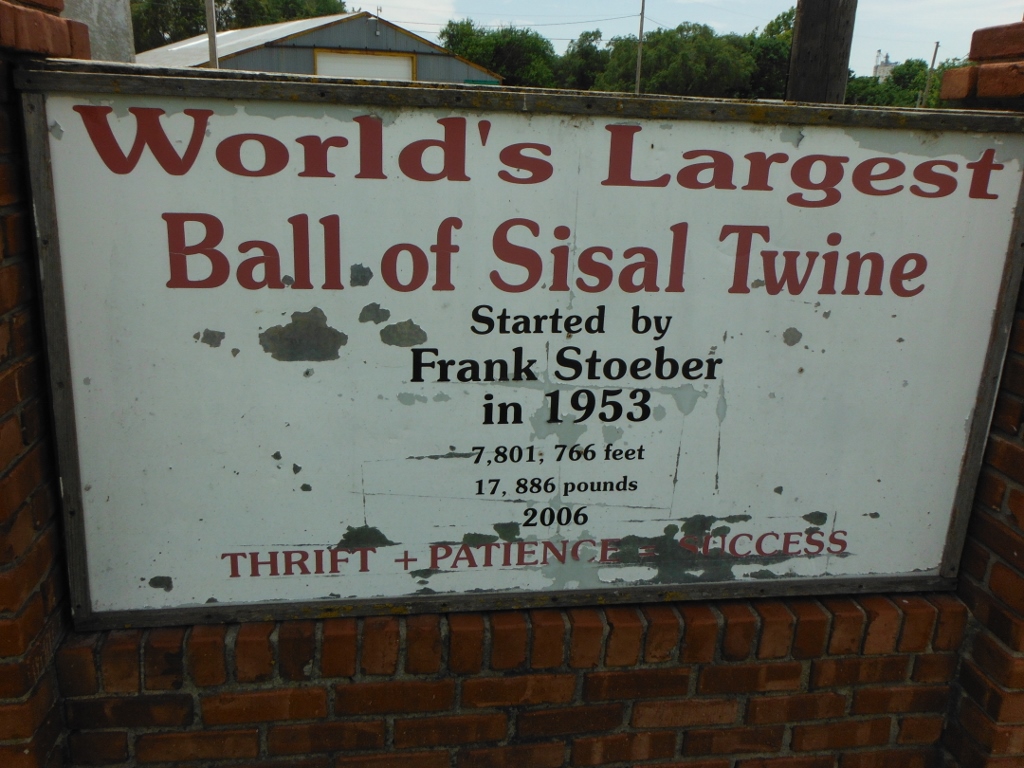 World's Largest
Ball of Sisal Twine
Started by
Frank Stoeber
in 1953
7,801, 766 feet
17, 886 pounds
2006
THRIFT + PATIENCE = SUCCESS